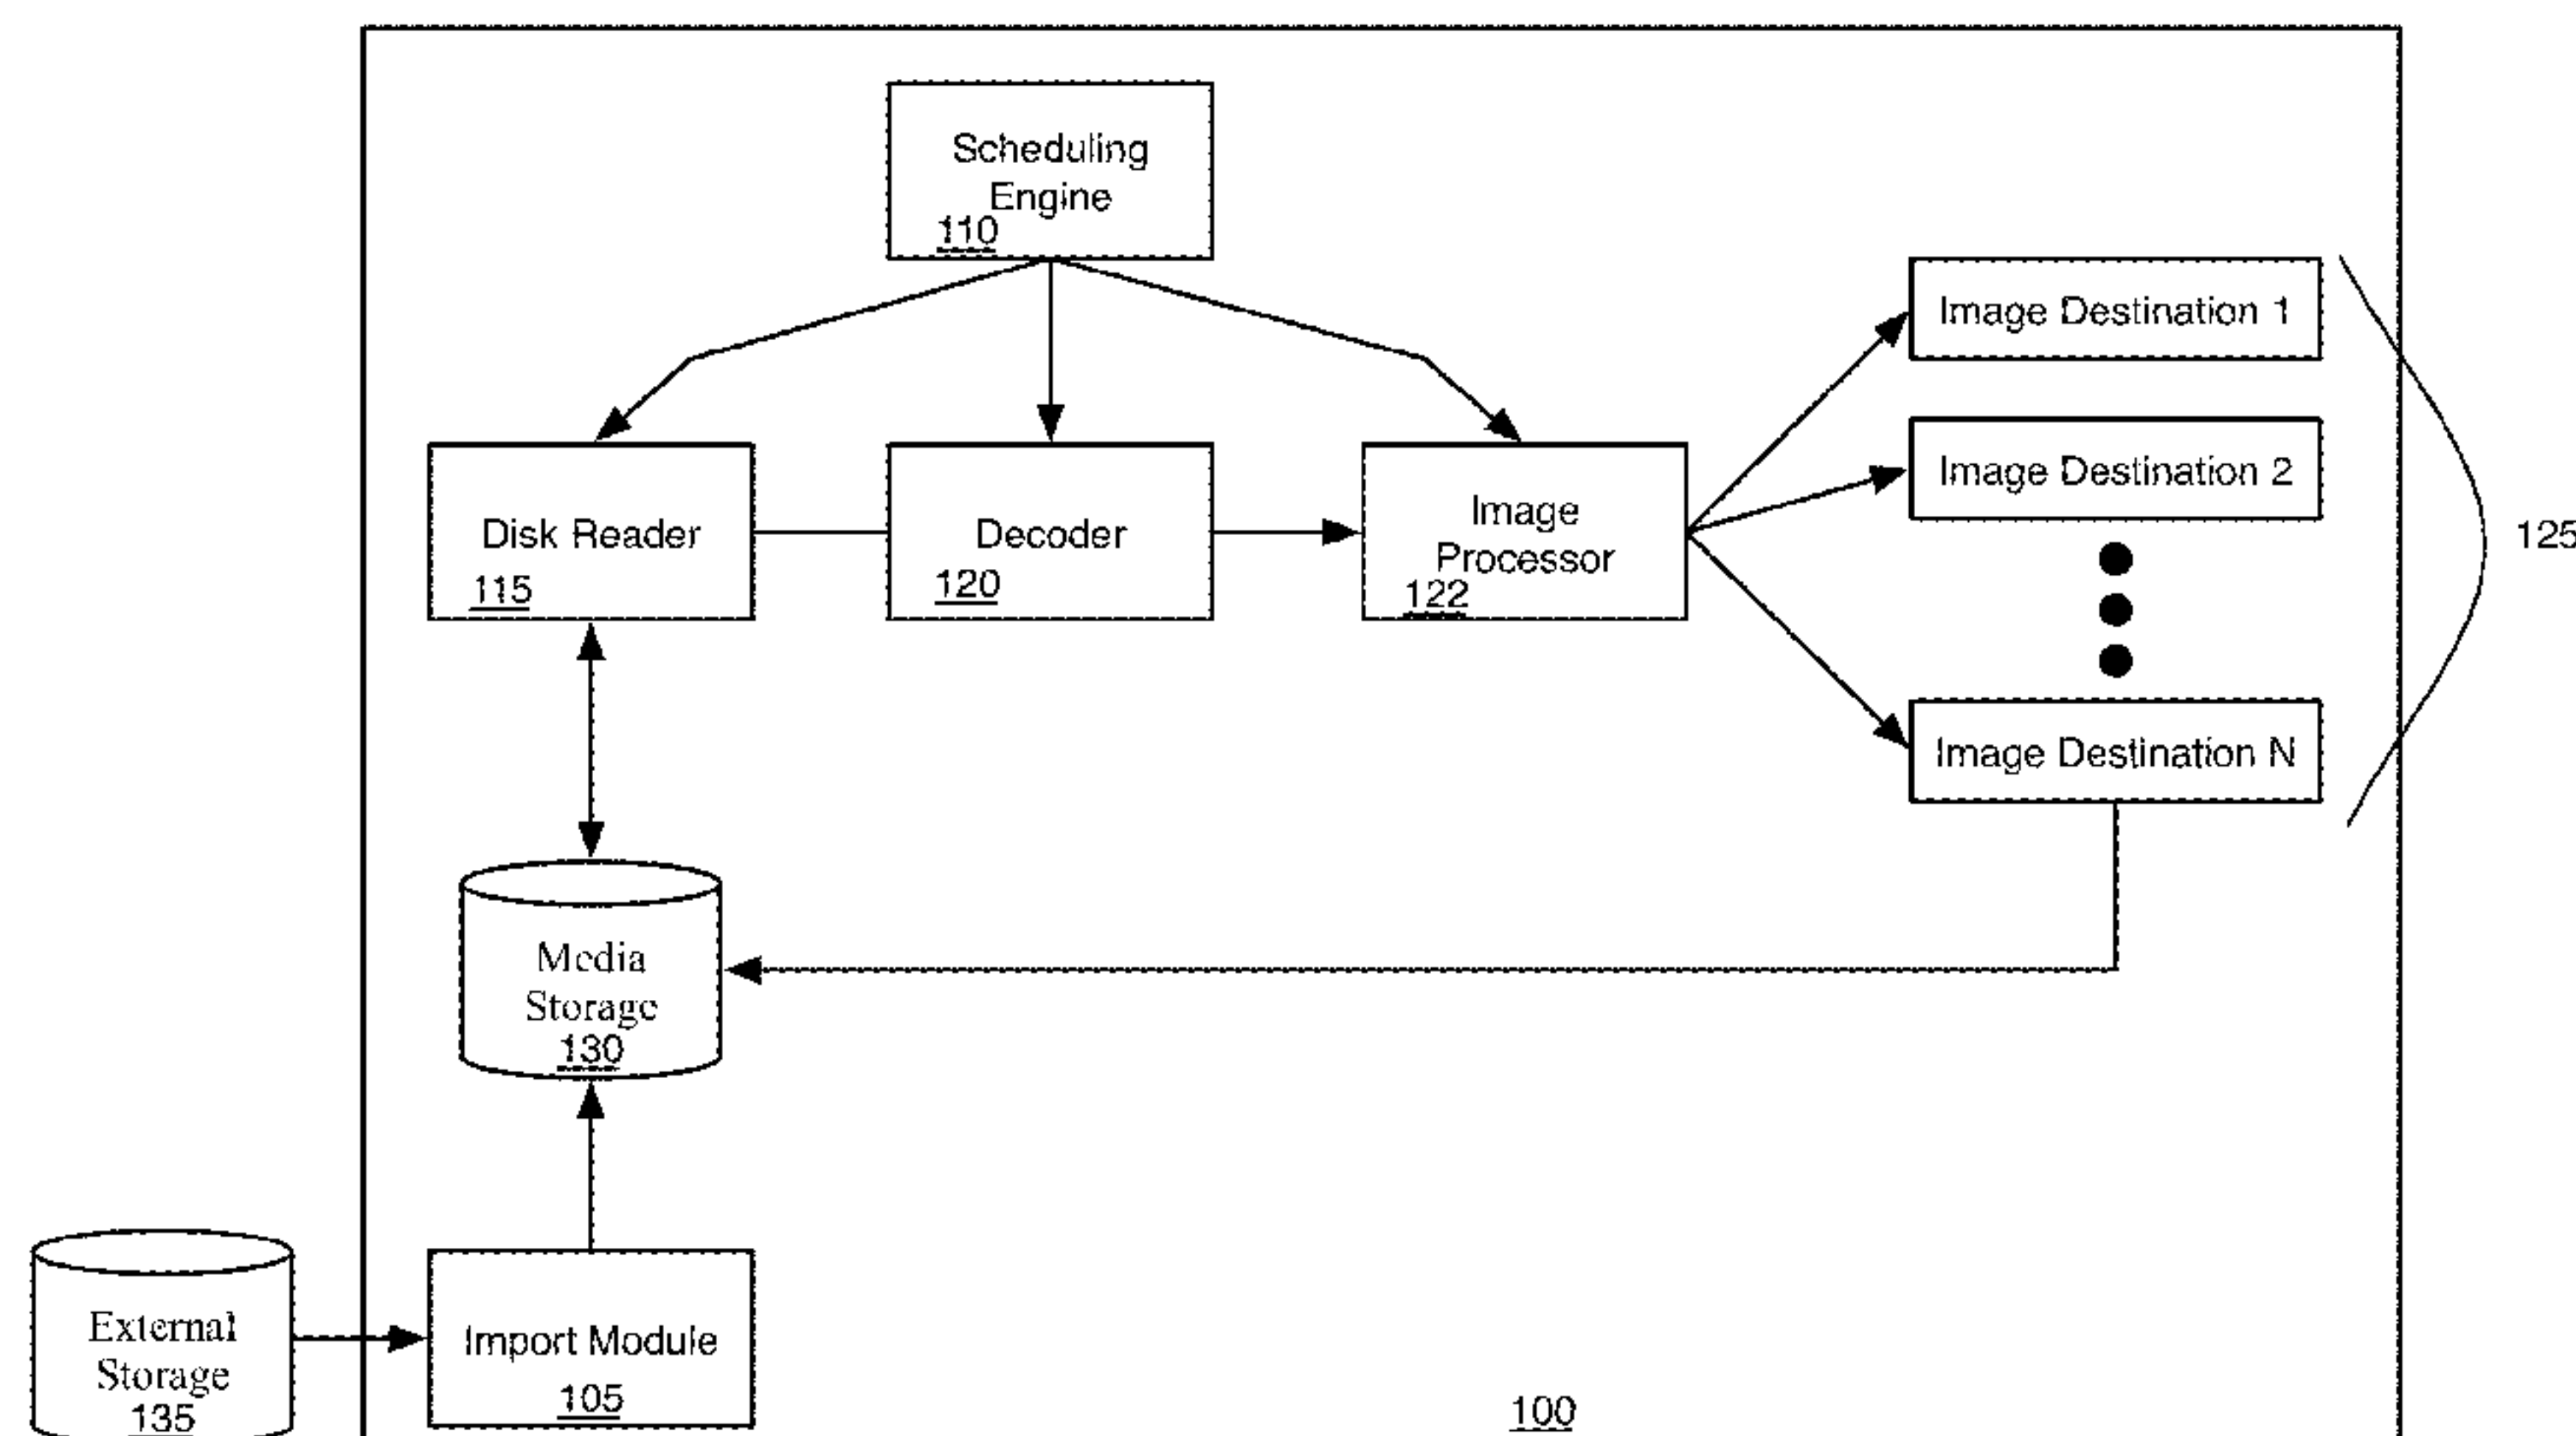 Scheduling
Engine
110
Image Destination 1
Image Destination 2
Disk Reader
115
Decoder
120
Image
Processor
122
125
Image Destination N
Media
Storage
130
External
Storage
135
Import Module
105
100